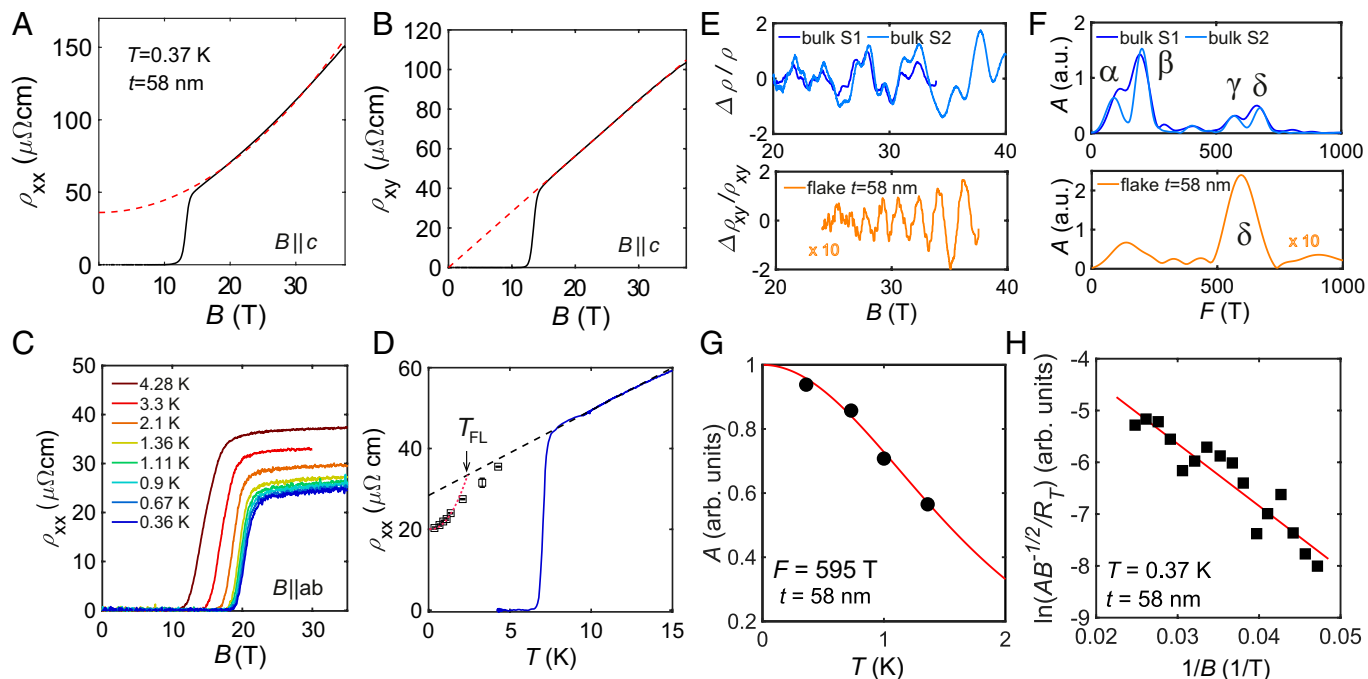 A
150
100
50
0
0
10
20
30
ρxx (μΩcm)
B (T)
T=0.37 K
t=58 nm
B||c
B
120
100
80
60
40
20
0
0
10
20
30
ρxy (μΩcm)
B (T)
B||c
C
50
40
30
20
10
0
0
10
20
30
ρxx (μΩcm)
B (T)
4.28 K
3.3 K
2.1 K
1.36 K
1.11 K
0.9 K
0.67 K
0.36 K
B||ab
D
60
40
20
0
0
5
10
15
ρxx (μΩ cm)
T (K)
TFL
E
2
0
-2
20
30
40
Δ ρ/ ρ
bulk S1
bulk S2
2
0
-2
20
30
40
Δρxy/ρxy
B (T)
flake t=58 nm
x 10
F
2
1
0
0
500
1000
A (a.u.)
bulk S1
bulk S2
α
β
γ
δ
2
1
0
0
500
1000
A (a.u.)
F (T)
flake t=58 nm
δ
x 10
G
1
0.8
0.6
0.4
0.2
0
1
2
A (arb. units)
T (K)
F = 595 T
t = 58 nm
H
-4
-5
-6
-7
-8
-9
0.02
0.03
0.04
0.05
ln(AB-1/2/RT) (arb. units)
1/B (1/T)
T = 0.37 K
t = 58 nm